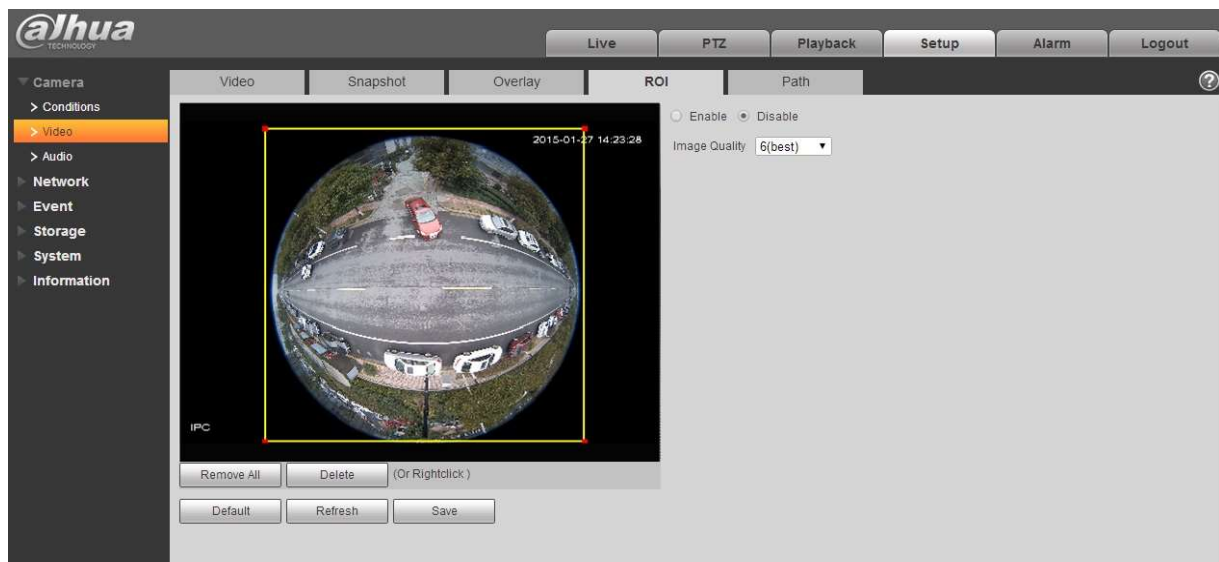 alhua
TECHNOLOGY
Live
PTZ
Playback
Setup
Alarm
Logout
Camera
> Conditions
> Video
> Audio
Network
Event
Storage
System
Information
Video
Snapshot
Overlay
ROI
Path
?
2015-01-27 14:23:28
IPC
Enable
Disable
Image Quality 6(best)
Remove All
Delete
(Or Rightclick )
Default
Refresh
Save